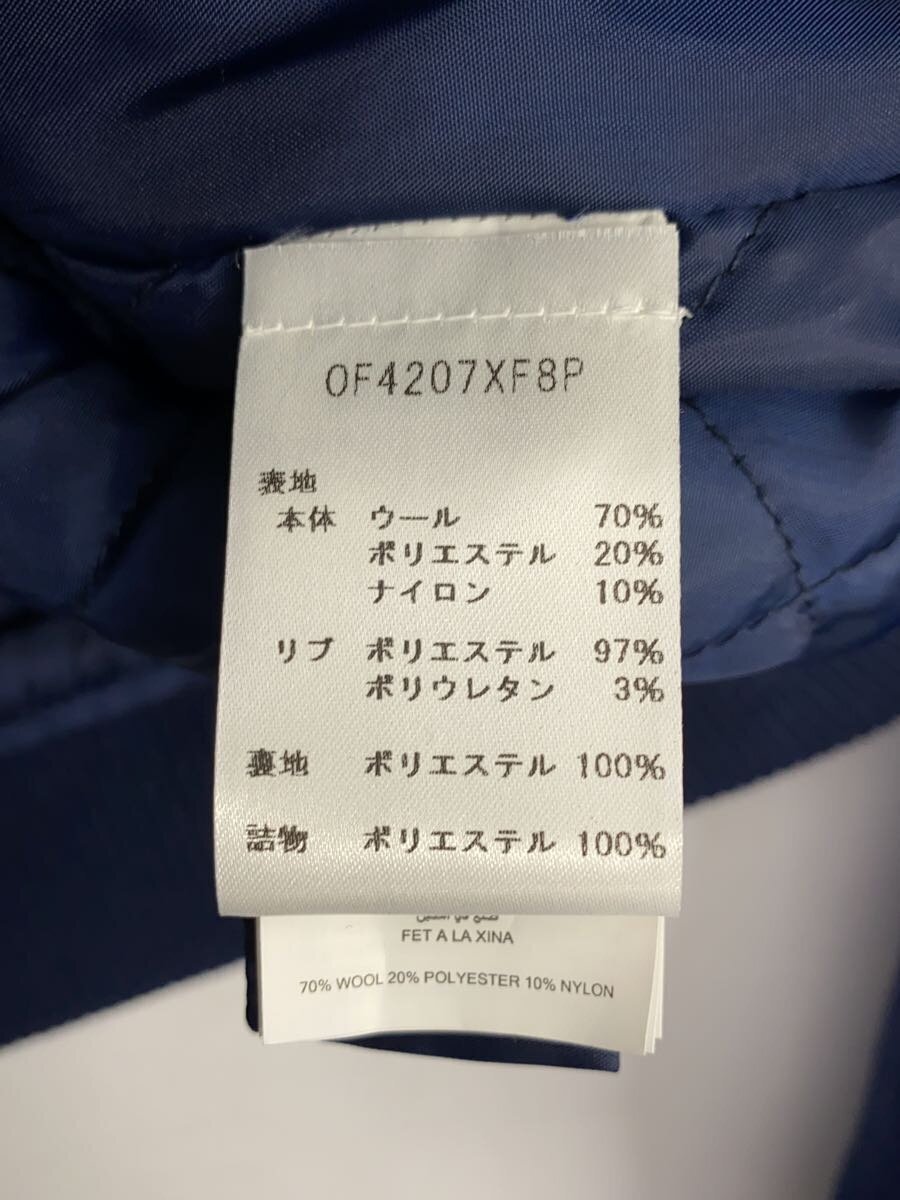 OF4207XF8P
表地
本体 ウール 70%
ポリエステル 20%
ナイロン 10%
リブ ポリエステル 97%
ポリウレタン 3%
裏地 ポリエステル 100%
詰物 ポリエステル 100%
FET A LA XINA
70% WOOL 20% POLYESTER 10% NYLON